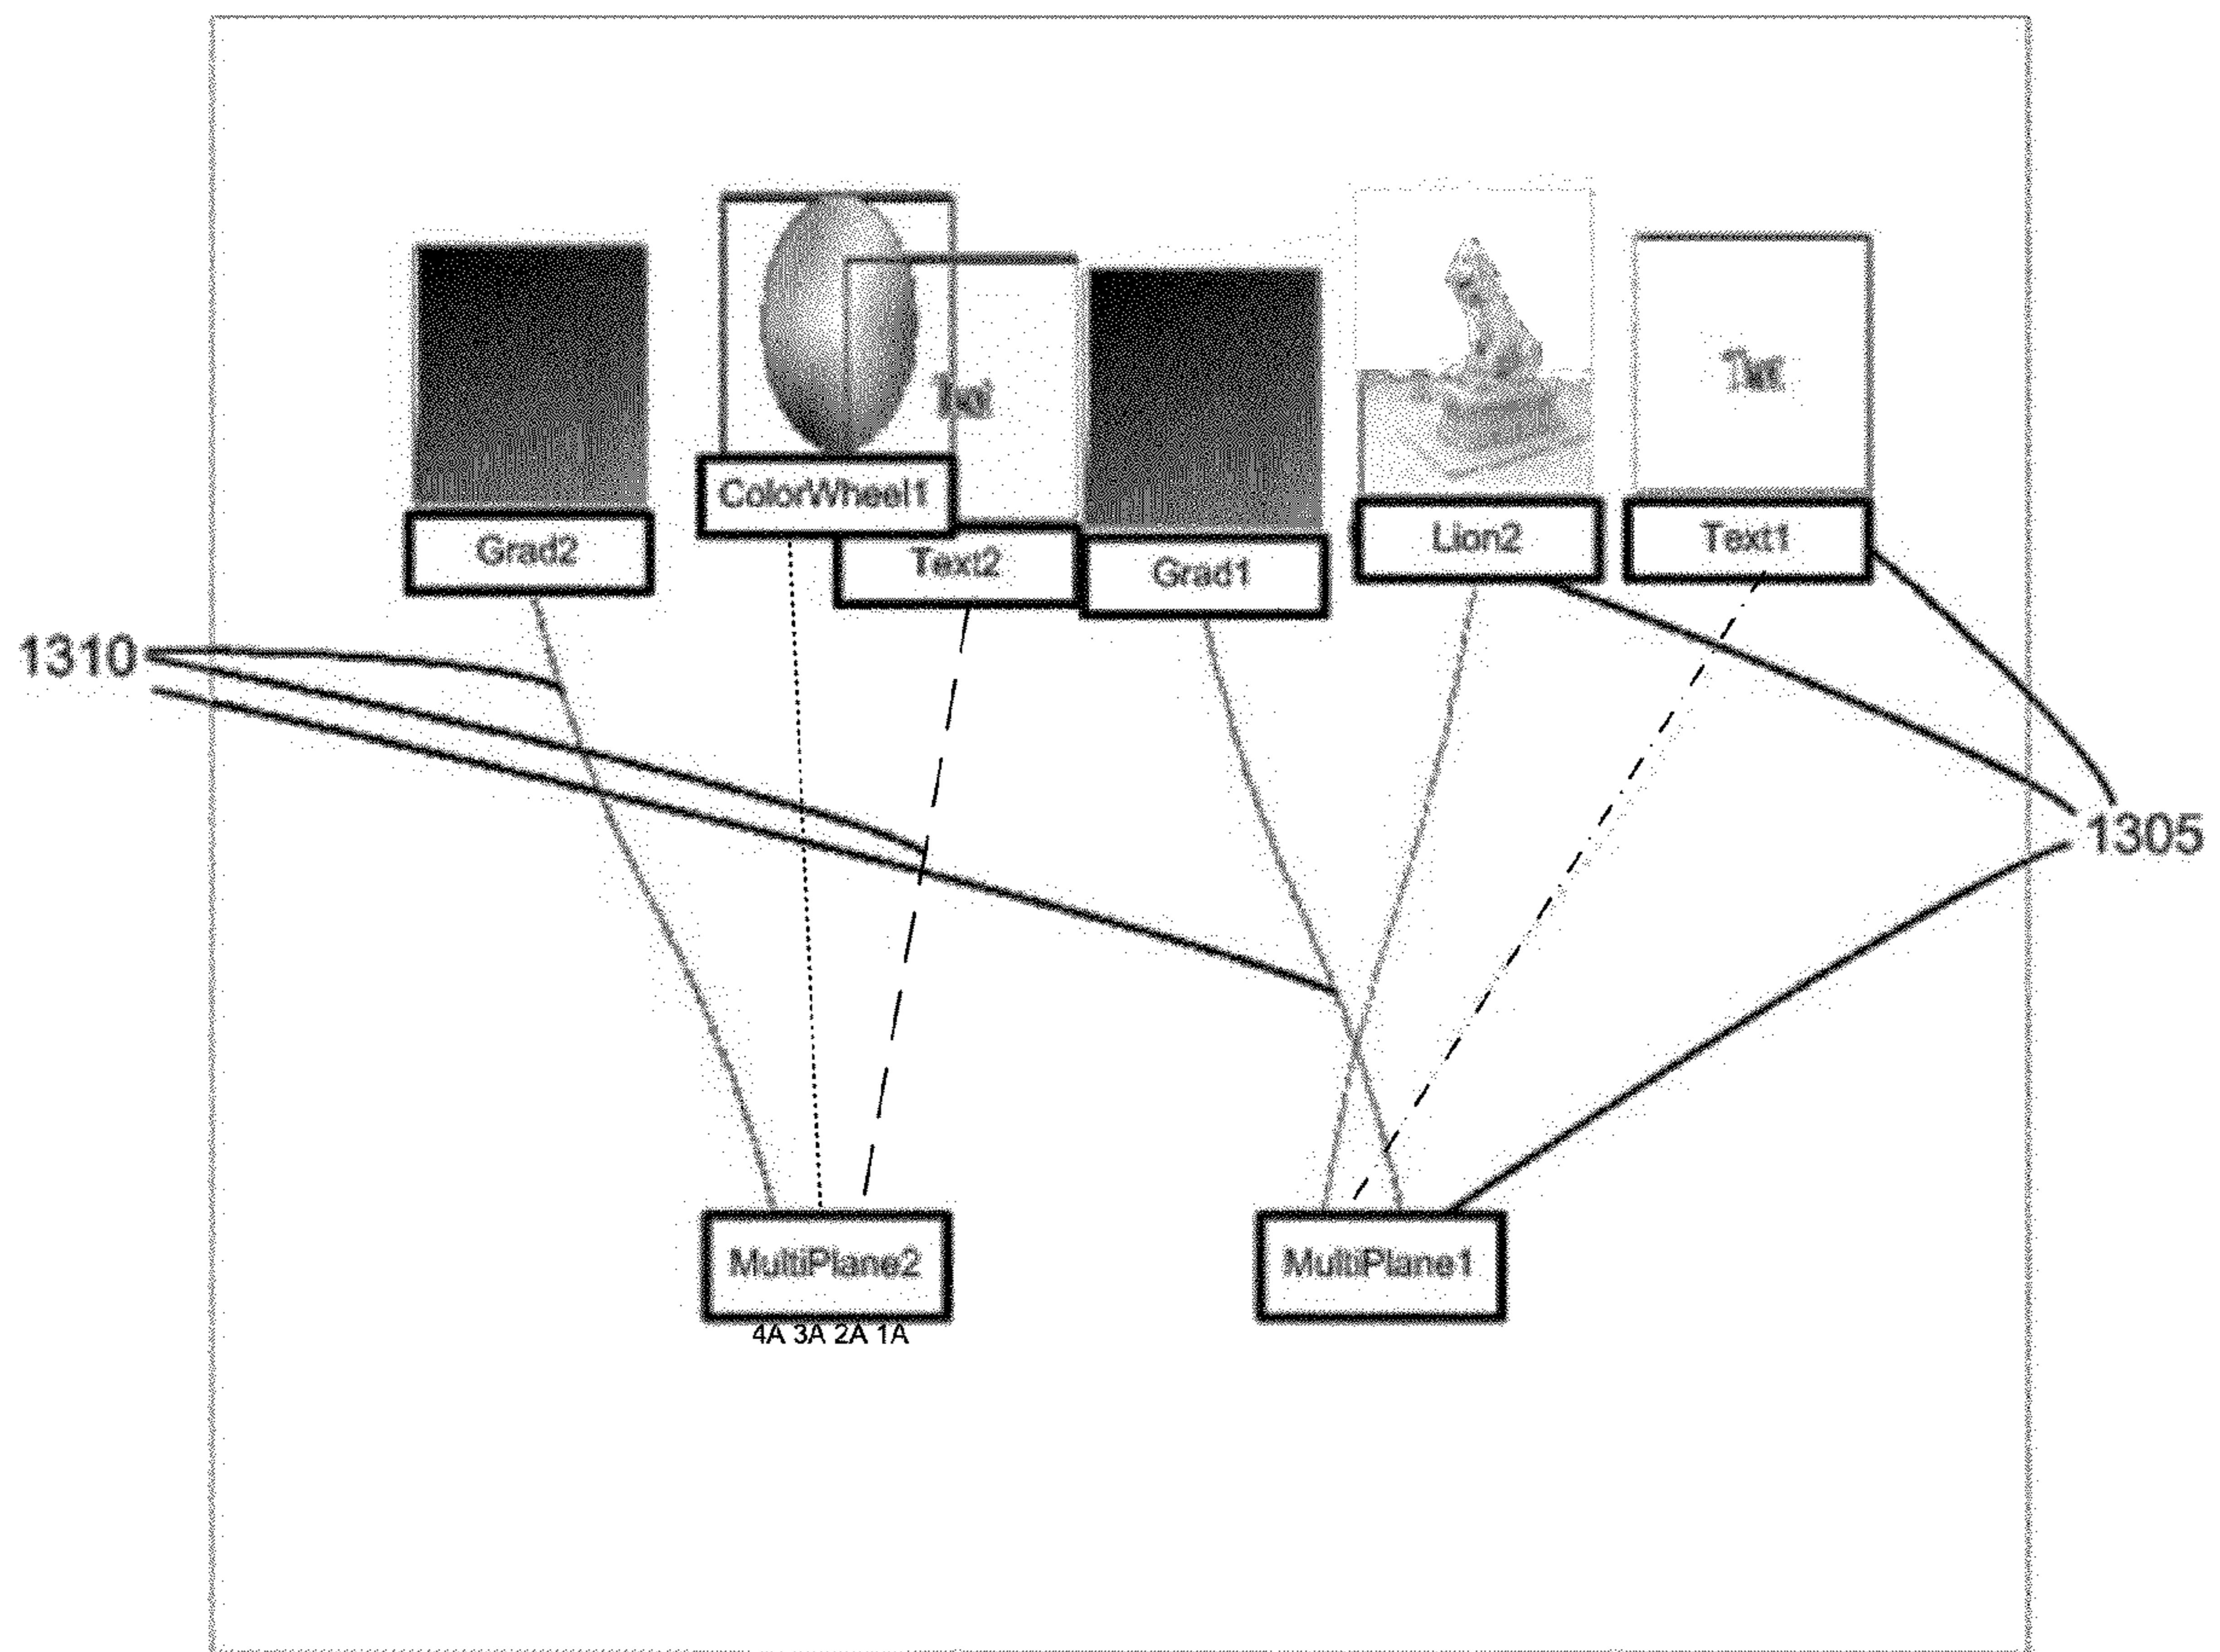 ColorWheel1
Grad2
Text2
Grad1
Lion2
Text1
1310
1305
MultiPlane2
MultiPlane1
4A 3A 2A 1A